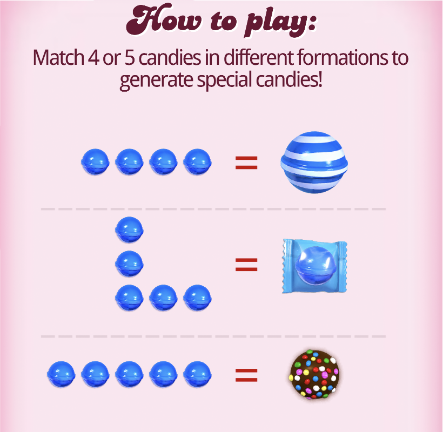 How to play:
Match 4 or 5 candies in different formations to
generate special candies!
=
=
=